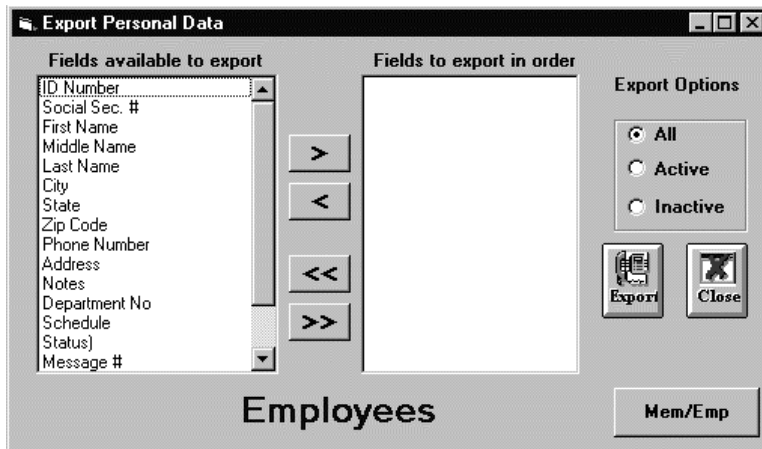 Export Personal Data
Fields available to export
ID Number
Social Sec. #
First Name
Middle Name
Last Name
City
State
Zip Code
Phone Number
Address
Notes
Department No
Schedule
Status)
Message #
>
<
<<
>>
Fields to export in order
Export Options
All
Active
Inactive
Export
Close
Employees
Mem/Emp